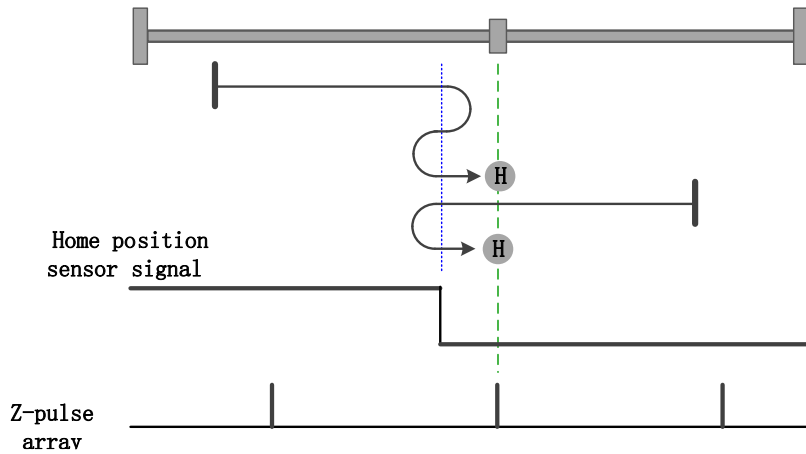 H
H
Home position
sensor signal
Z-pulse
array